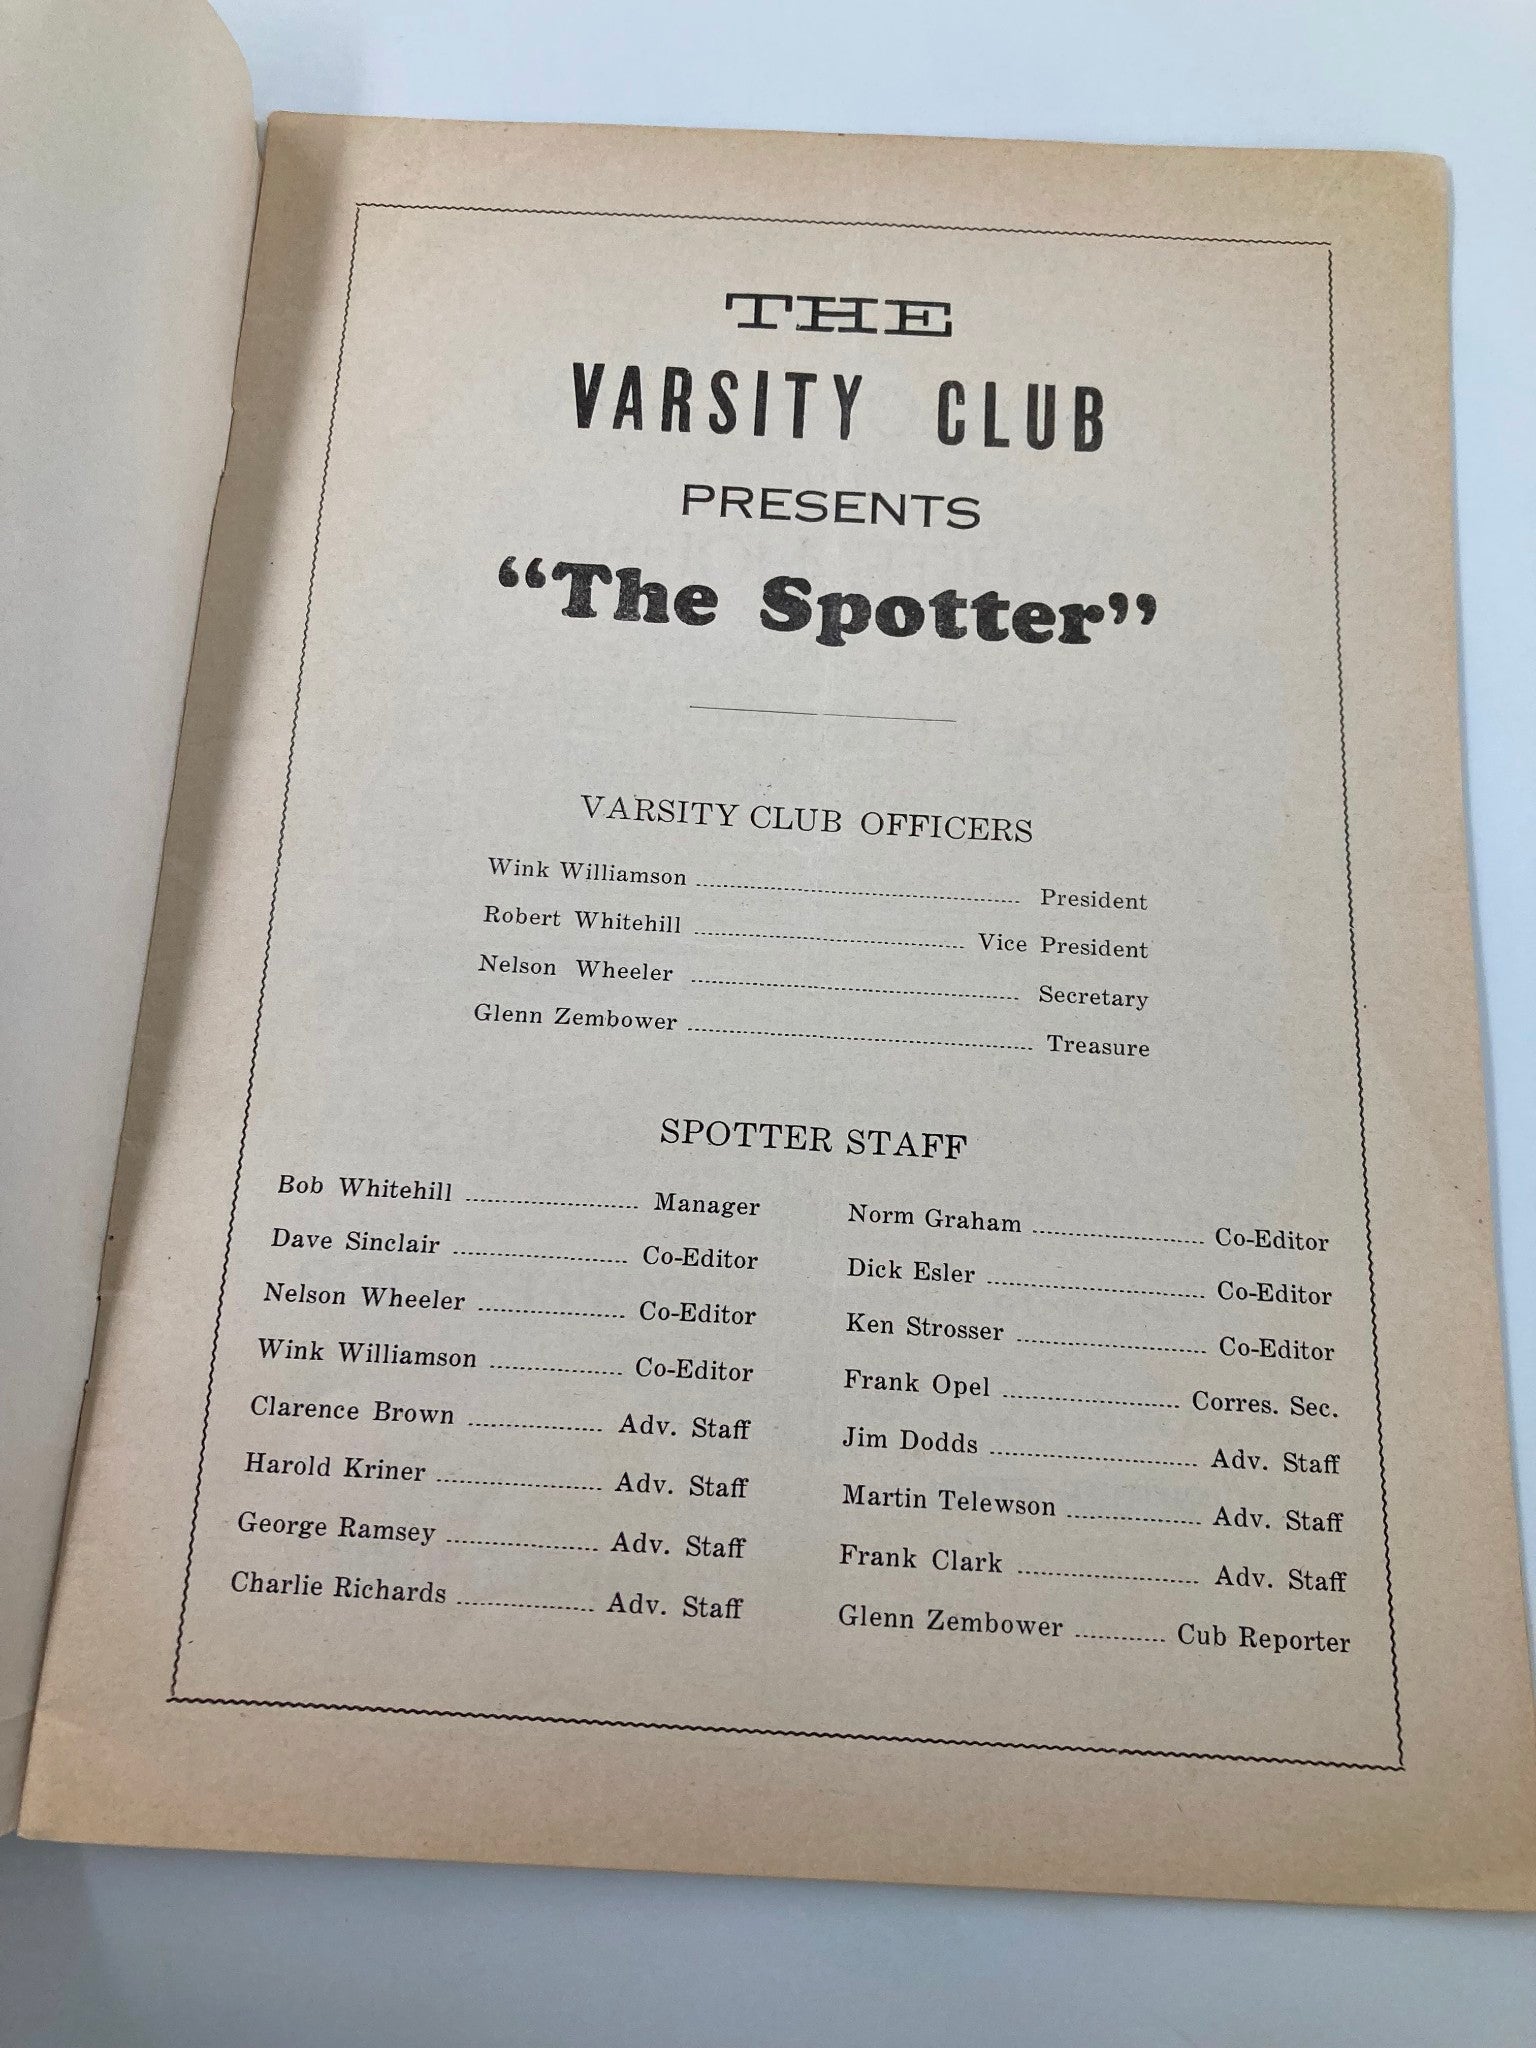 THE
VARSITY CLUB
PRESENTS
“The Spotter”
VARSITY CLUB OFFICERS
Wink Williamson ........................................ President
Robert Whitehill ................................. Vice President
Nelson Wheeler ........................................ Secretary
Glenn Zembower ........................................ Treasure
SPOTTER STAFF
Bob Whitehill ........................ Manager
Dave Sinclair ........................ Co-Editor
Nelson Wheeler .................... Co-Editor
Wink Williamson .................. Co-Editor
Clarence Brown .................. Adv. Staff
Harold Kriner ...................... Adv. Staff
George Ramsey .................... Adv. Staff
Charlie Richards .................. Adv. Staff
Norm Graham ........................ Co-Editor
Dick Esler .............................. Co-Editor
Ken Strosser .......................... Co-Editor
Frank Opel ........................ Corres. Sec.
Jim Dodds ............................ Adv. Staff
Martin Telewson .................. Adv. Staff
Frank Clark ........................ Adv. Staff
Glenn Zembower ............ Cub Reporter